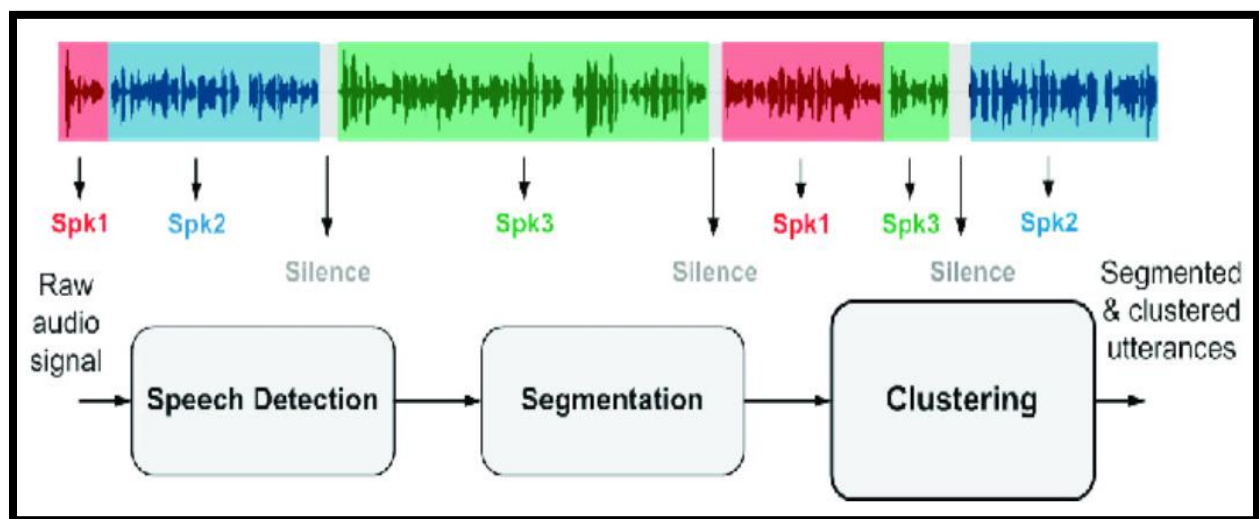 Spk1
Spk2
Spk3
Spk1
Spk3
Spk2
Silence
Silence
Silence
Raw
audio
signal
Speech Detection
Segmentation
Clustering
Segmented
& clustered
utterances